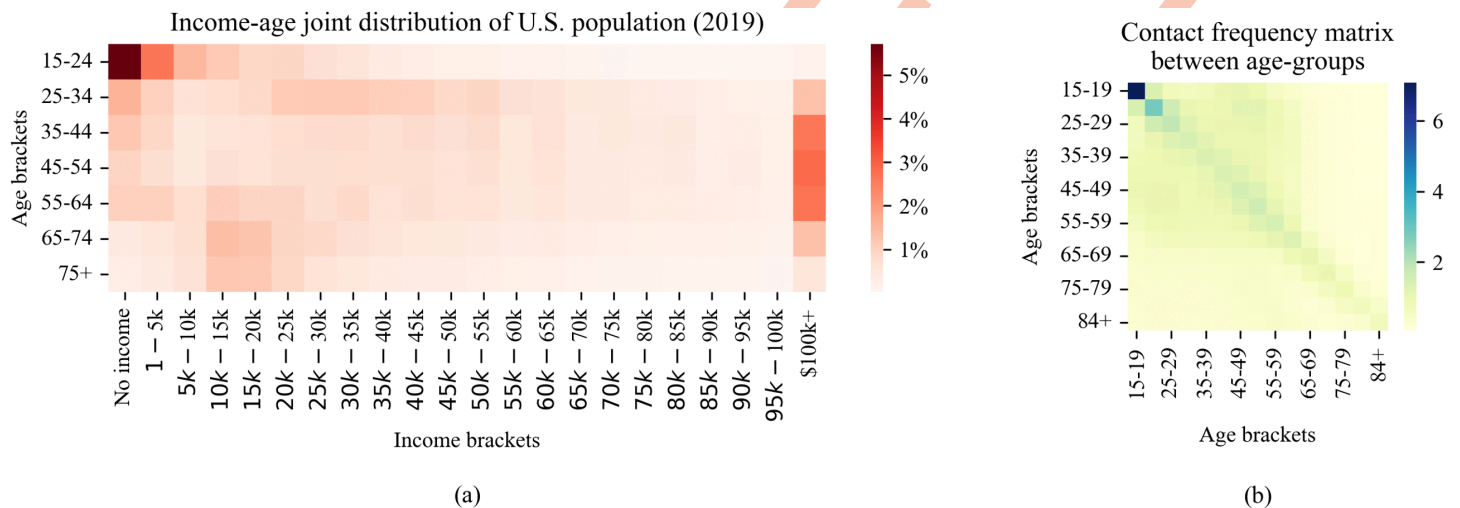 Income-age joint distribution of U.S. population (2019)
Age brackets
15-24
25-34
35-44
45-54
55-64
65-74
75+
No income
1 − 5k
5k − 10k
10k − 15k
15k − 20k
20k − 25k
25k − 30k
30k − 35k
35k − 40k
40k − 45k
45k − 50k
50k − 55k
55k − 60k
60k − 65k
65k − 70k
70k − 75k
75k − 80k
80k − 85k
85k − 90k
90k − 95k
95k − 100k
$100k+
Income brackets
5%
4%
3%
2%
1%
(a)
Contact frequency matrix
between age-groups
Age brackets
15-19
25-29
35-39
45-49
55-59
65-69
75-79
84+
15-19
25-29
35-39
45-49
55-59
65-69
75-79
84+
Age brackets
6
4
2
(b)